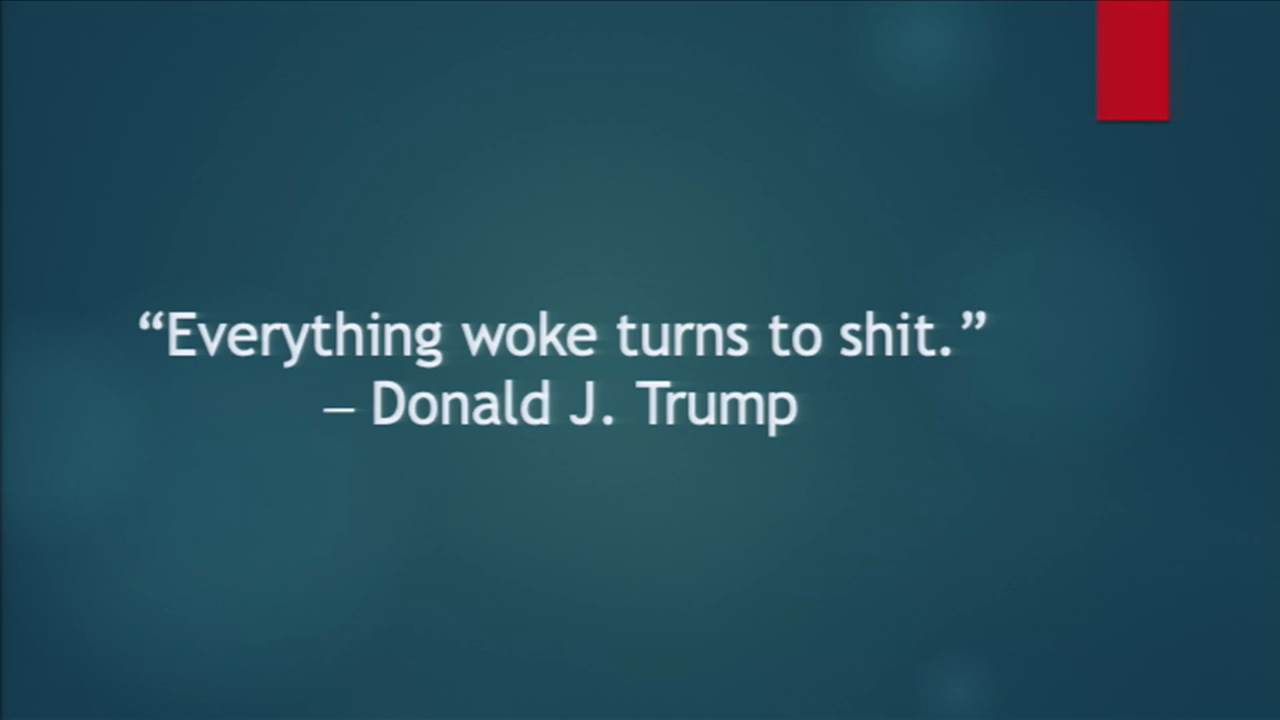 “Everything woke turns to shit.”
– Donald J. Trump